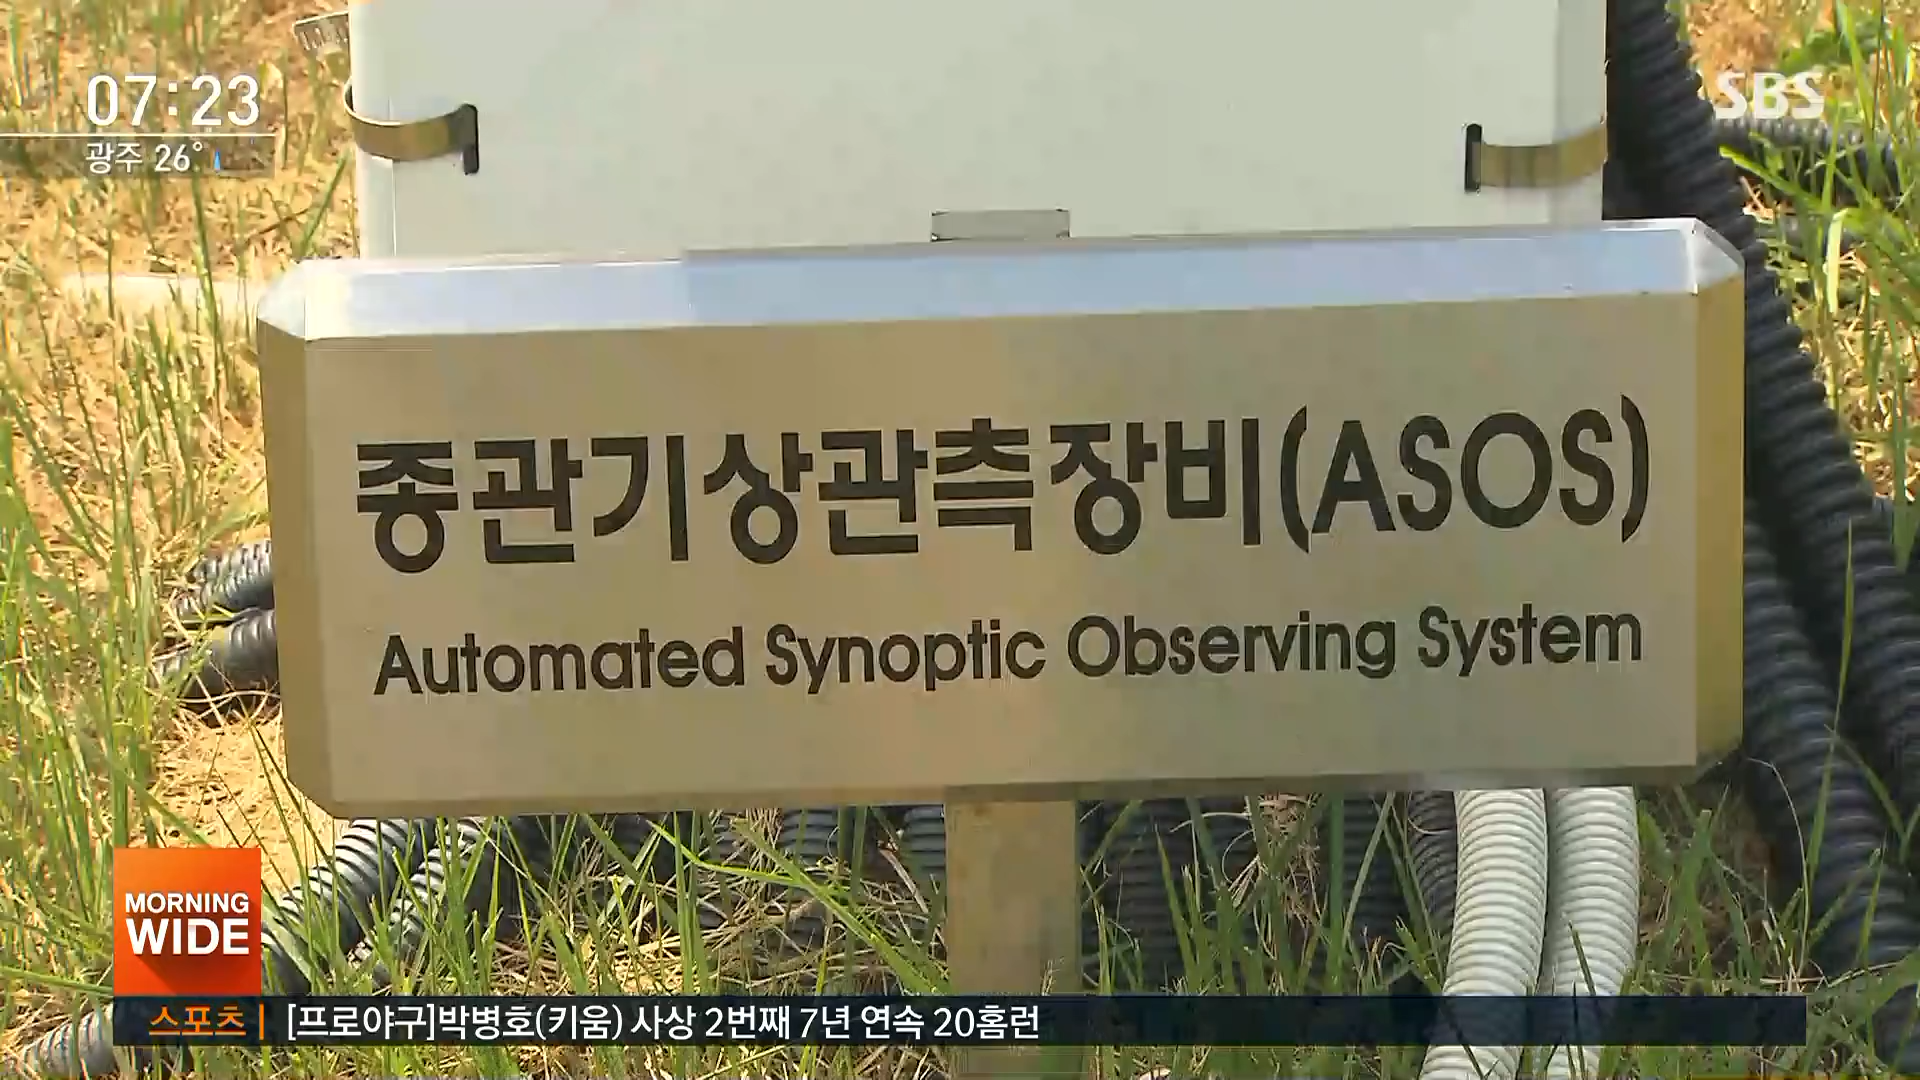 07:23
SBS
광주 26°
종관기상관측장비(ASOS)
Automated Synoptic Observing System
MORNING
WIDE
스포츠 | [프로야구]박병호(키움) 사상 2번째 7년 연속 20홈런